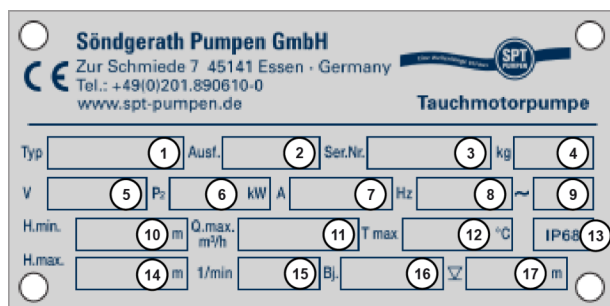 Söndgerath Pumpen GmbH
Zur Schmiede 7 45141 Essen · Germany
Tel.: +49(0)201.890610-0
www.spt-pumpen.de
SPT
PUMPEN
Tauchmotorpumpe
Typ 1 Ausf. 2 Ser.Nr. 3 kg 4
V 5 P2 6 kW A 7 Hz 8 ~ 9
H.min. 10 m Q.max. m³/h 11 T max 12 °C IP68 13
H.max. 14 m 1/min 15 Bj. 16 17 m